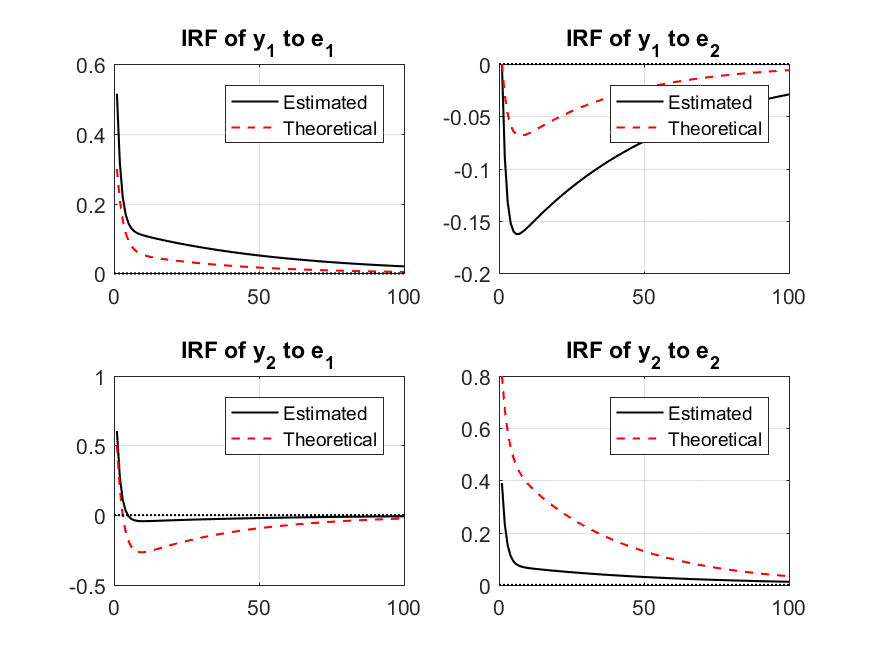 IRF of y1 to e1
0.6
0.4
0.2
0
0 50 100
Estimated
Theoretical
IRF of y1 to e2
0
-0.05
-0.1
-0.15
-0.2
0 50 100
Estimated
Theoretical
IRF of y2 to e1
1
0.5
0
-0.5
0 50 100
Estimated
Theoretical
IRF of y2 to e2
0.8
0.6
0.4
0.2
0
0 50 100
Estimated
Theoretical